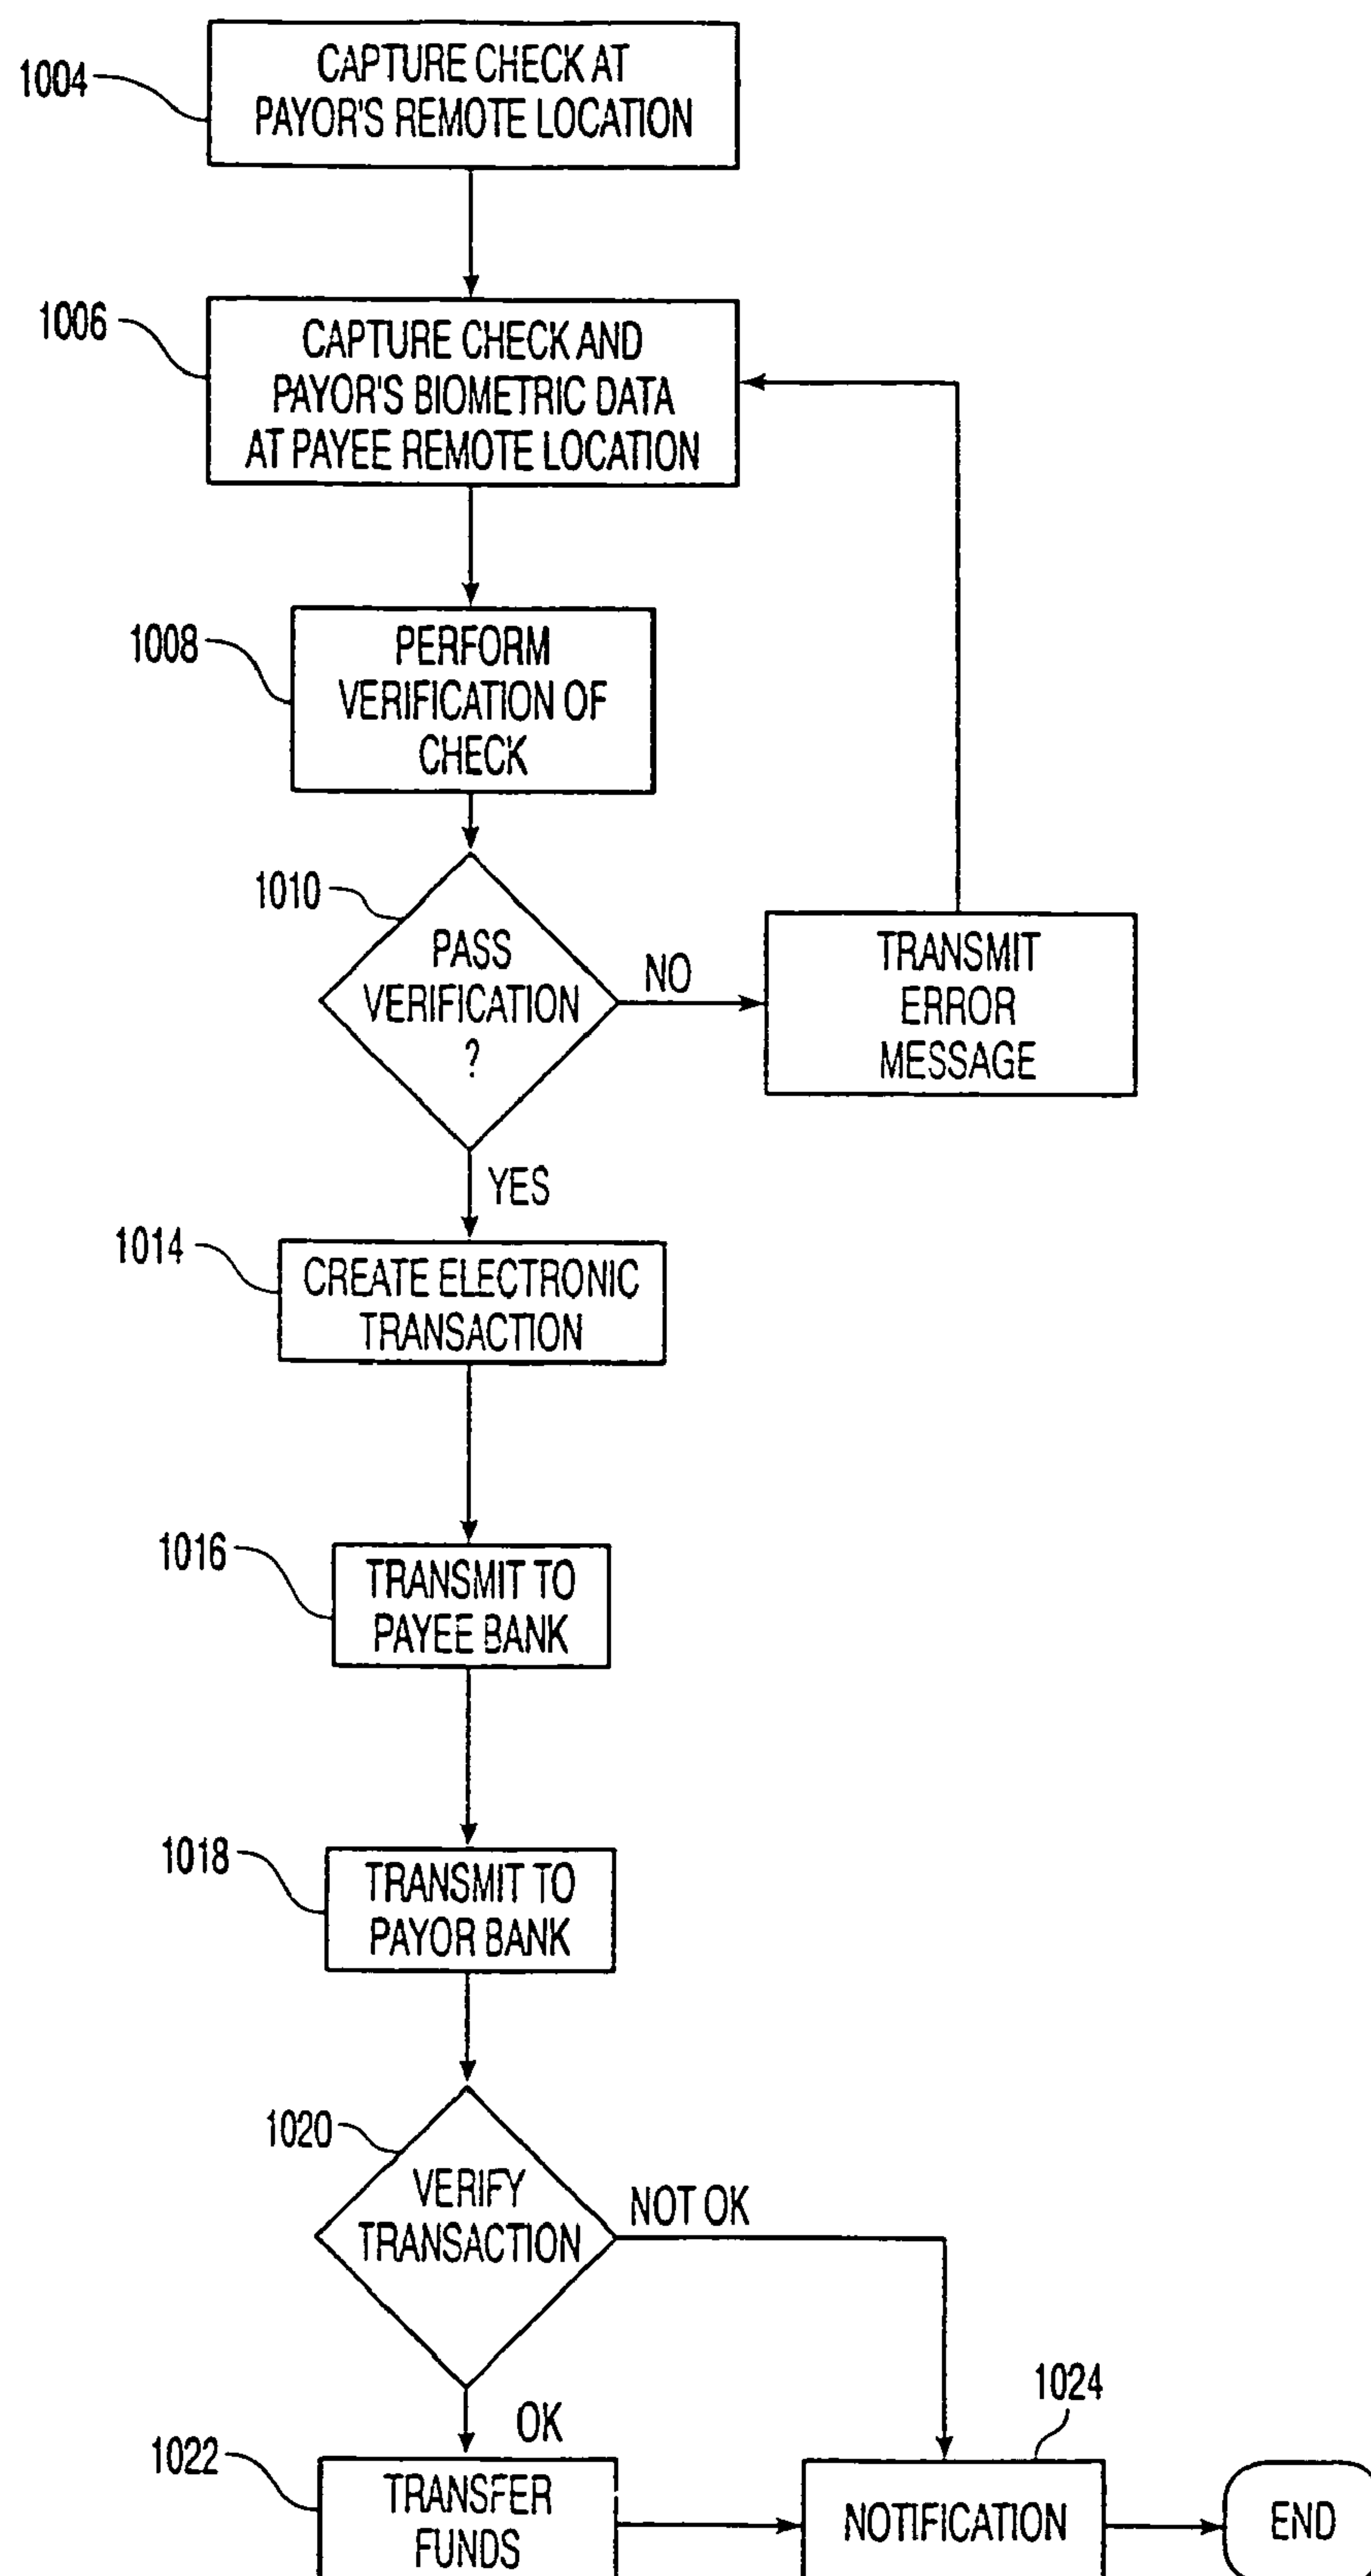 1004
CAPTURE CHECK AT
PAYOR'S REMOTE LOCATION
1006
CAPTURE CHECK AND
PAYOR'S BIOMETRIC DATA
AT PAYEE REMOTE LOCATION
1008
PERFORM
VERIFICATION OF
CHECK
1010
PASS
VERIFICATION
?
NO
TRANSMIT
ERROR
MESSAGE
YES
1014
CREATE ELECTRONIC
TRANSACTION
1016
TRANSMIT TO
PAYEE BANK
1018
TRANSMIT TO
PAYOR BANK
1020
VERIFY
TRANSACTION
NOT OK
OK
1022
TRANSFER
FUNDS
1024
NOTIFICATION
END